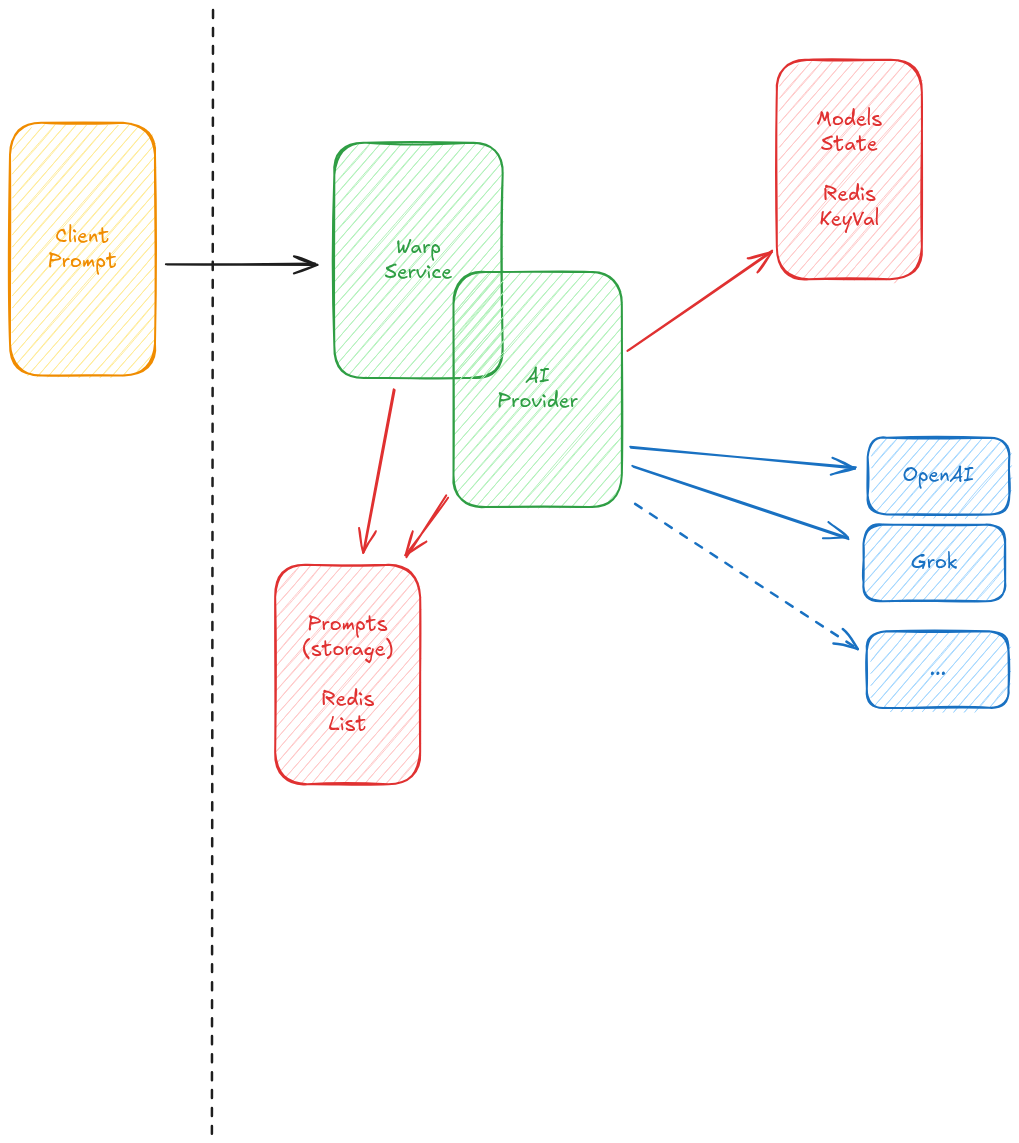 Client
Prompt
Warp
Service
AI
Provider
Models
State
Redis
KeyVal
OpenAI
Grok
...
Prompts
(storage)
Redis
List